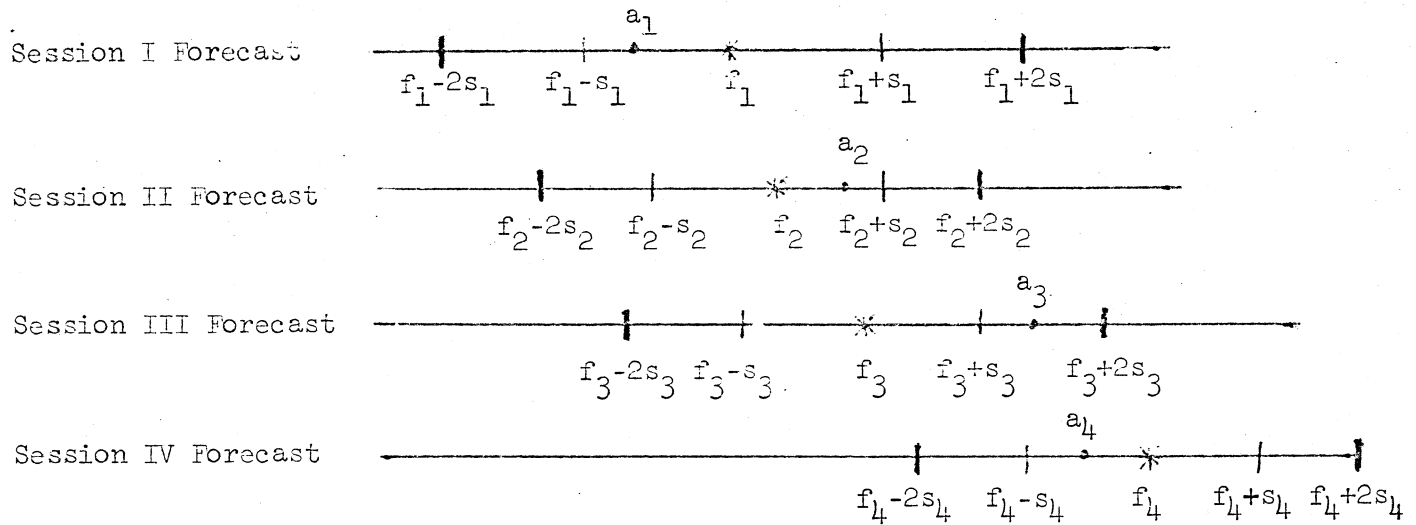 a₁
Session I Forecast
f₁-2s₁ f₁-s₁ f₁ f₁+s₁ f₁+2s₁
a₂
Session II Forecast
f₂-2s₂ f₂-s₂ f₂ f₂+s₂ f₂+2s₂
a₃
Session III Forecast
f₃-2s₃ f₃-s₃ f₃ f₃+s₃ f₃+2s₃
a₄
Session IV Forecast
f₄-2s₄ f₄-s₄ f₄ f₄+s₄ f₄+2s₄